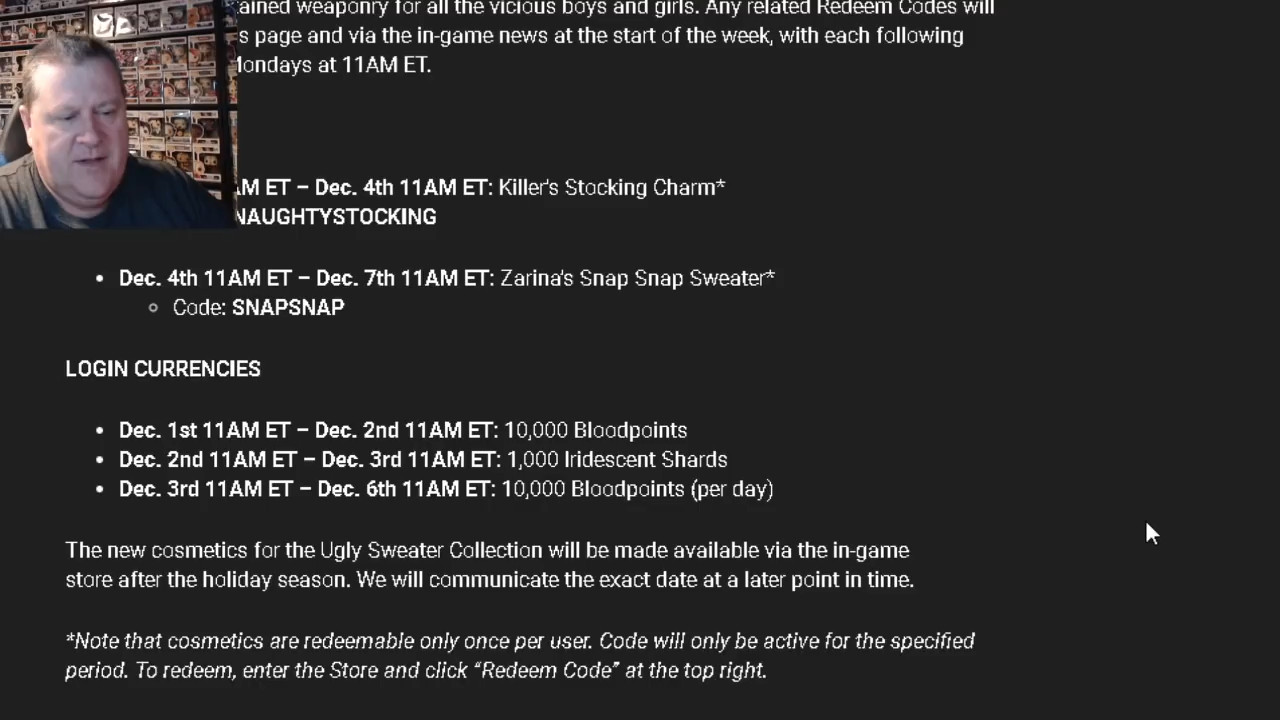 weaponry for all the vicious boys and girls. Any related Redeem Codes will
page and via the in-game news at the start of the week, with each following
at 11AM ET.
ET – Dec. 4th 11AM ET: Killer's Stocking Charm*
NAUGHTYSTOCKING
• Dec. 4th 11AM ET – Dec. 7th 11AM ET: Zarina's Snap Snap Sweater*
○ Code: SNAPSNAP
LOGIN CURRENCIES
• Dec. 1st 11AM ET – Dec. 2nd 11AM ET: 10,000 Bloodpoints
• Dec. 2nd 11AM ET – Dec. 3rd 11AM ET: 1,000 Iridescent Shards
• Dec. 3rd 11AM ET – Dec. 6th 11AM ET: 10,000 Bloodpoints (per day)
The new cosmetics for the Ugly Sweater Collection will be made available via the in-game
store after the holiday season. We will communicate the exact date at a later point in time.
*Note that cosmetics are redeemable only once per user. Code will only be active for the specified
period. To redeem, enter the Store and click “Redeem Code” at the top right.